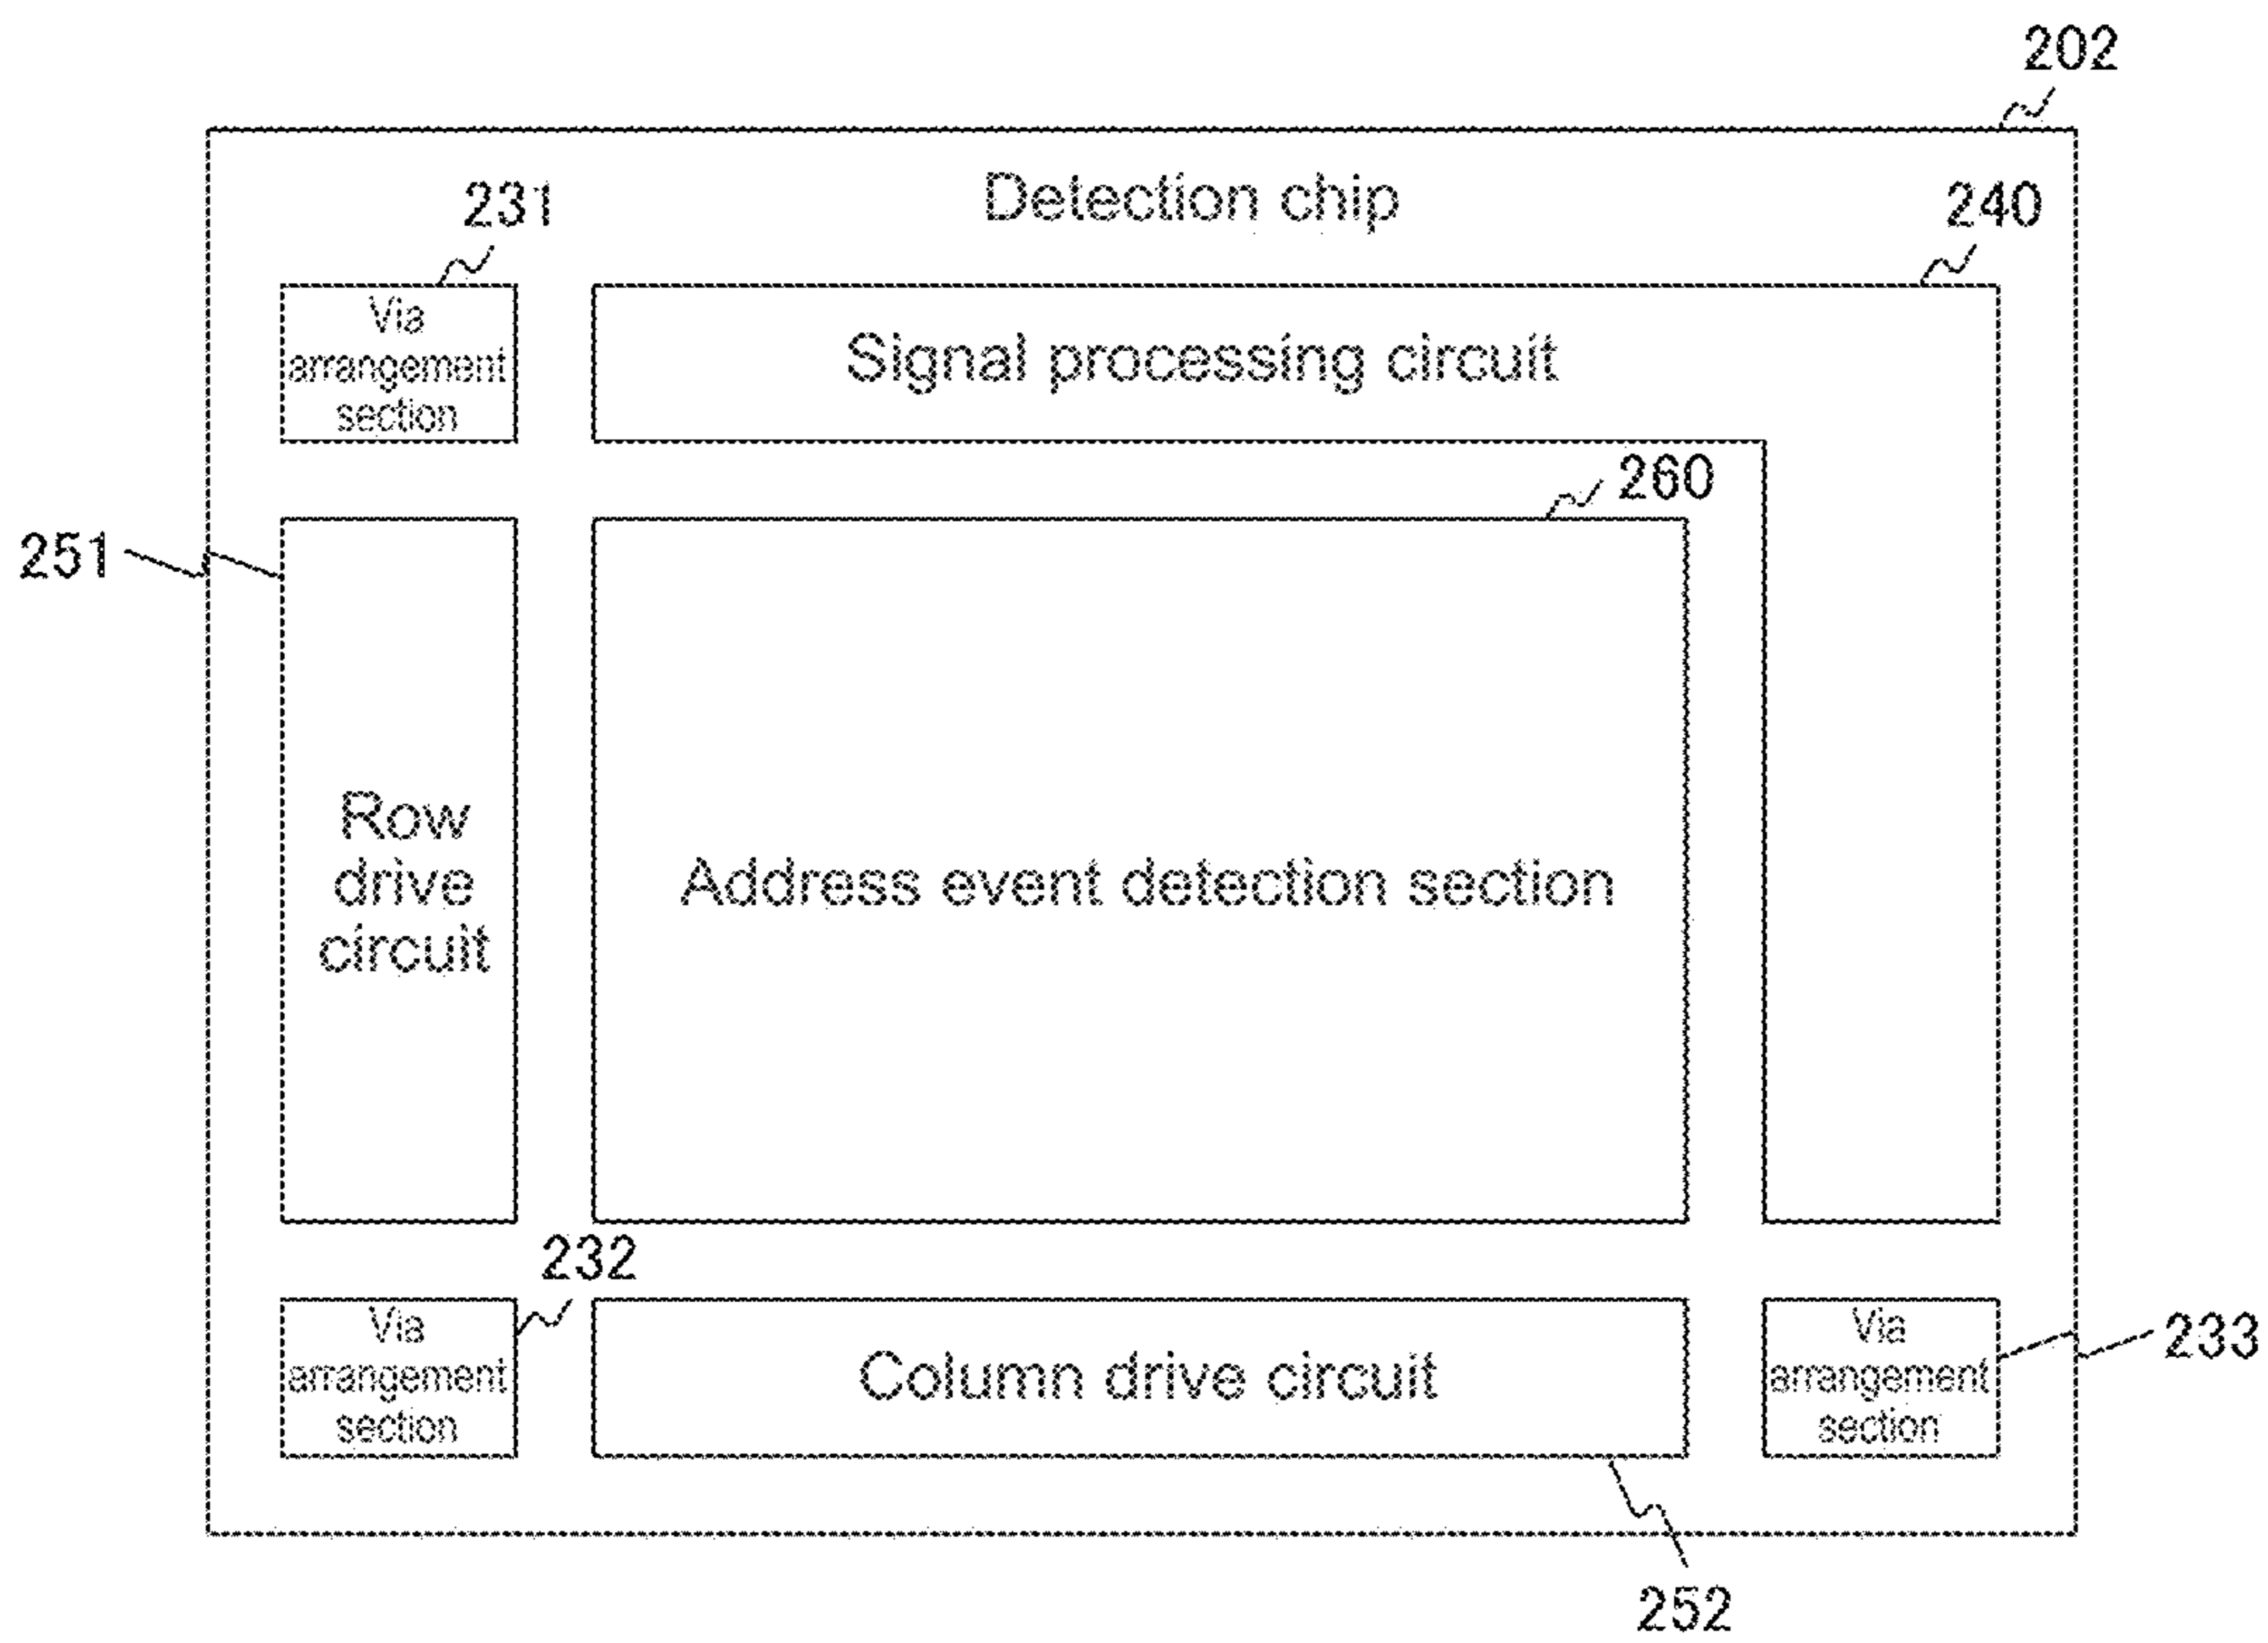 202
Detection chip
231
240
Via
arrangement
section
Signal processing circuit
260
251
Row
drive
circuit
Address event detection section
232
Via
arrangement
section
Column drive circuit
Via
arrangement
section
233
252